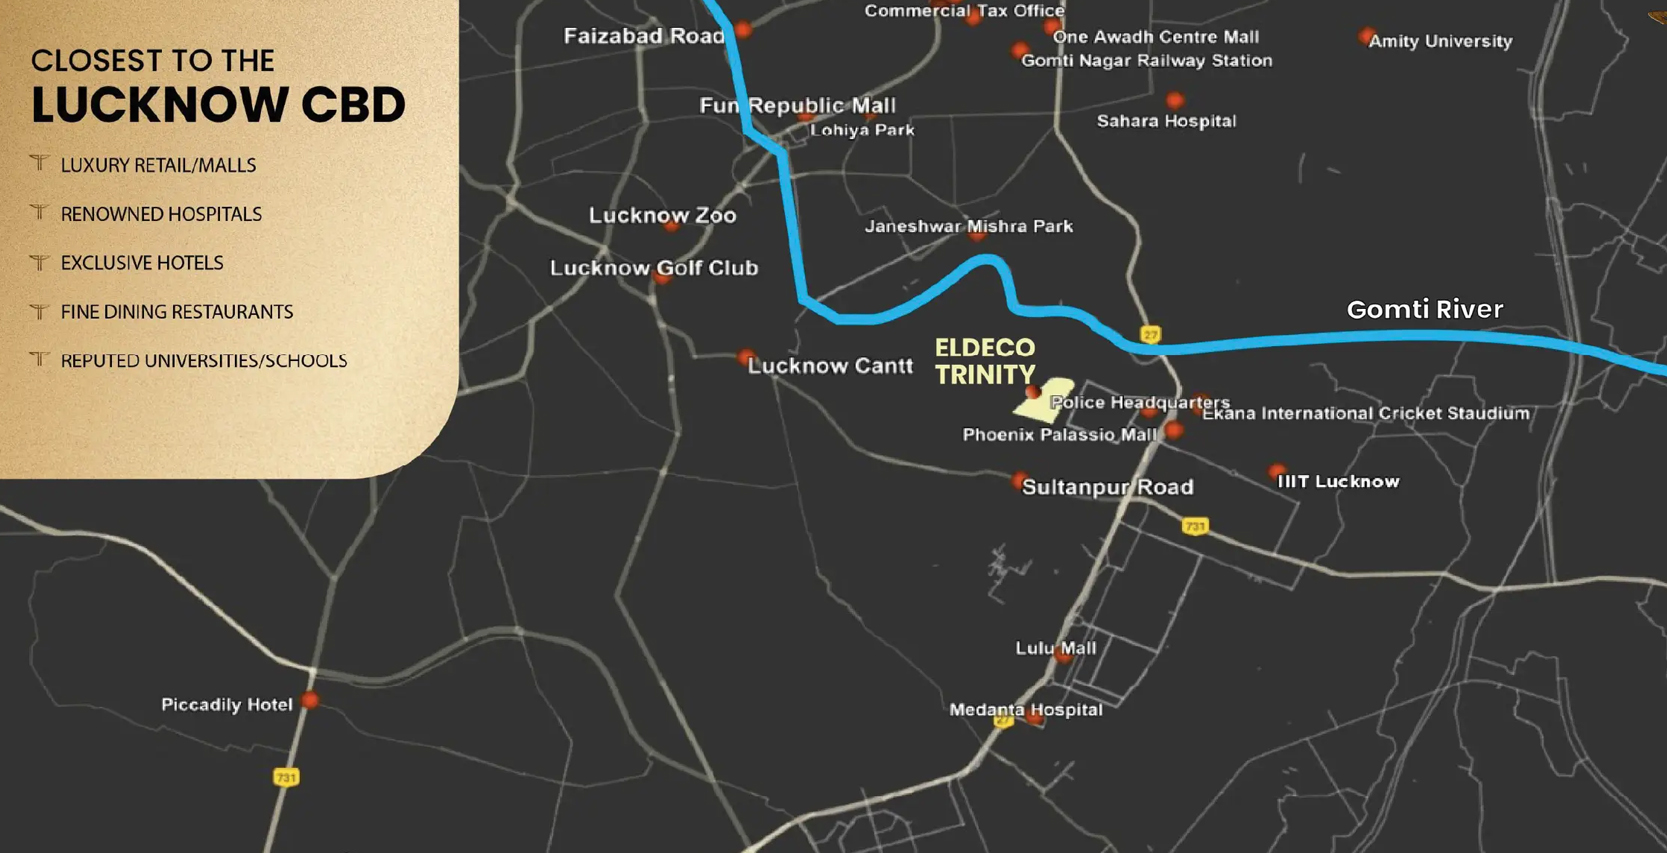 CLOSEST TO THE
LUCKNOW CBD
LUXURY RETAIL/MALLS
RENOWNED HOSPITALS
EXCLUSIVE HOTELS
FINE DINING RESTAURANTS
REPUTED UNIVERSITIES/SCHOOLS
Commercial Tax Office
Faizabad Road
One Awadh Centre Mall
Amity University
Gomti Nagar Railway Station
Fun Republic Mall
Lohiya Park
Sahara Hospital
Lucknow Zoo
Janeshwar Mishra Park
Lucknow Golf Club
Gomti River
27
ELDECO
TRINITY
Lucknow Cantt
Police Headquarters
Ekana International Cricket Staudium
Phoenix Palassio Mall
IIIT Lucknow
Sultanpur Road
731
Lulu Mall
Piccadily Hotel
Medanta Hospital
27
731